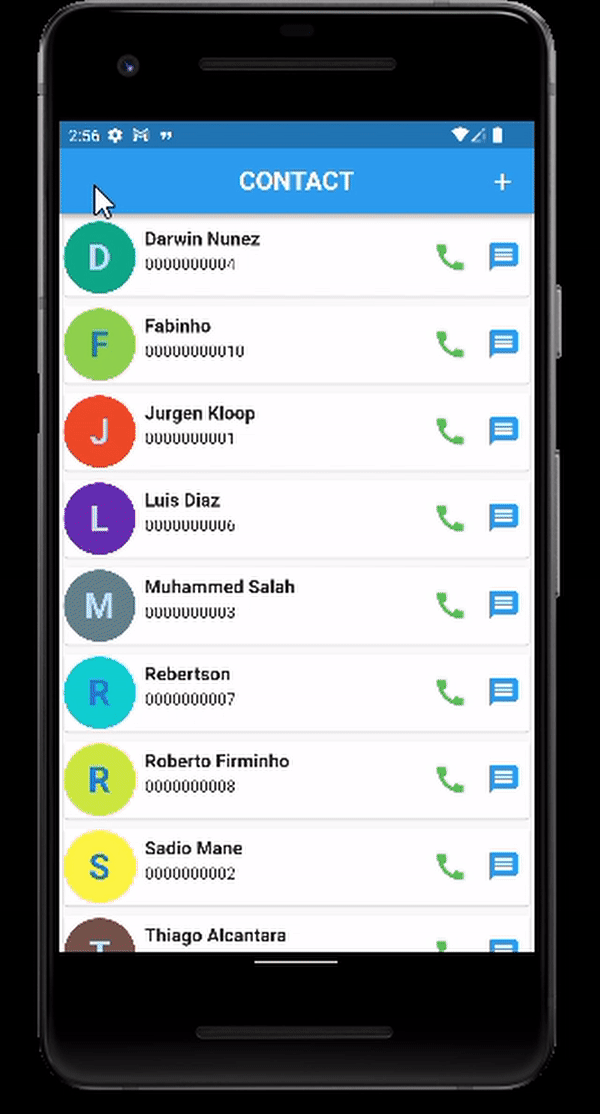 2:56
CONTACT +
D
Darwin Nunez
0000000004
F
Fabinho
00000000010
J
Jurgen Kloop
0000000001
L
Luis Diaz
0000000006
M
Muhammed Salah
0000000003
R
Rebertson
0000000007
R
Roberto Firminho
0000000008
S
Sadio Mane
0000000002
T
Thiago Alcantara